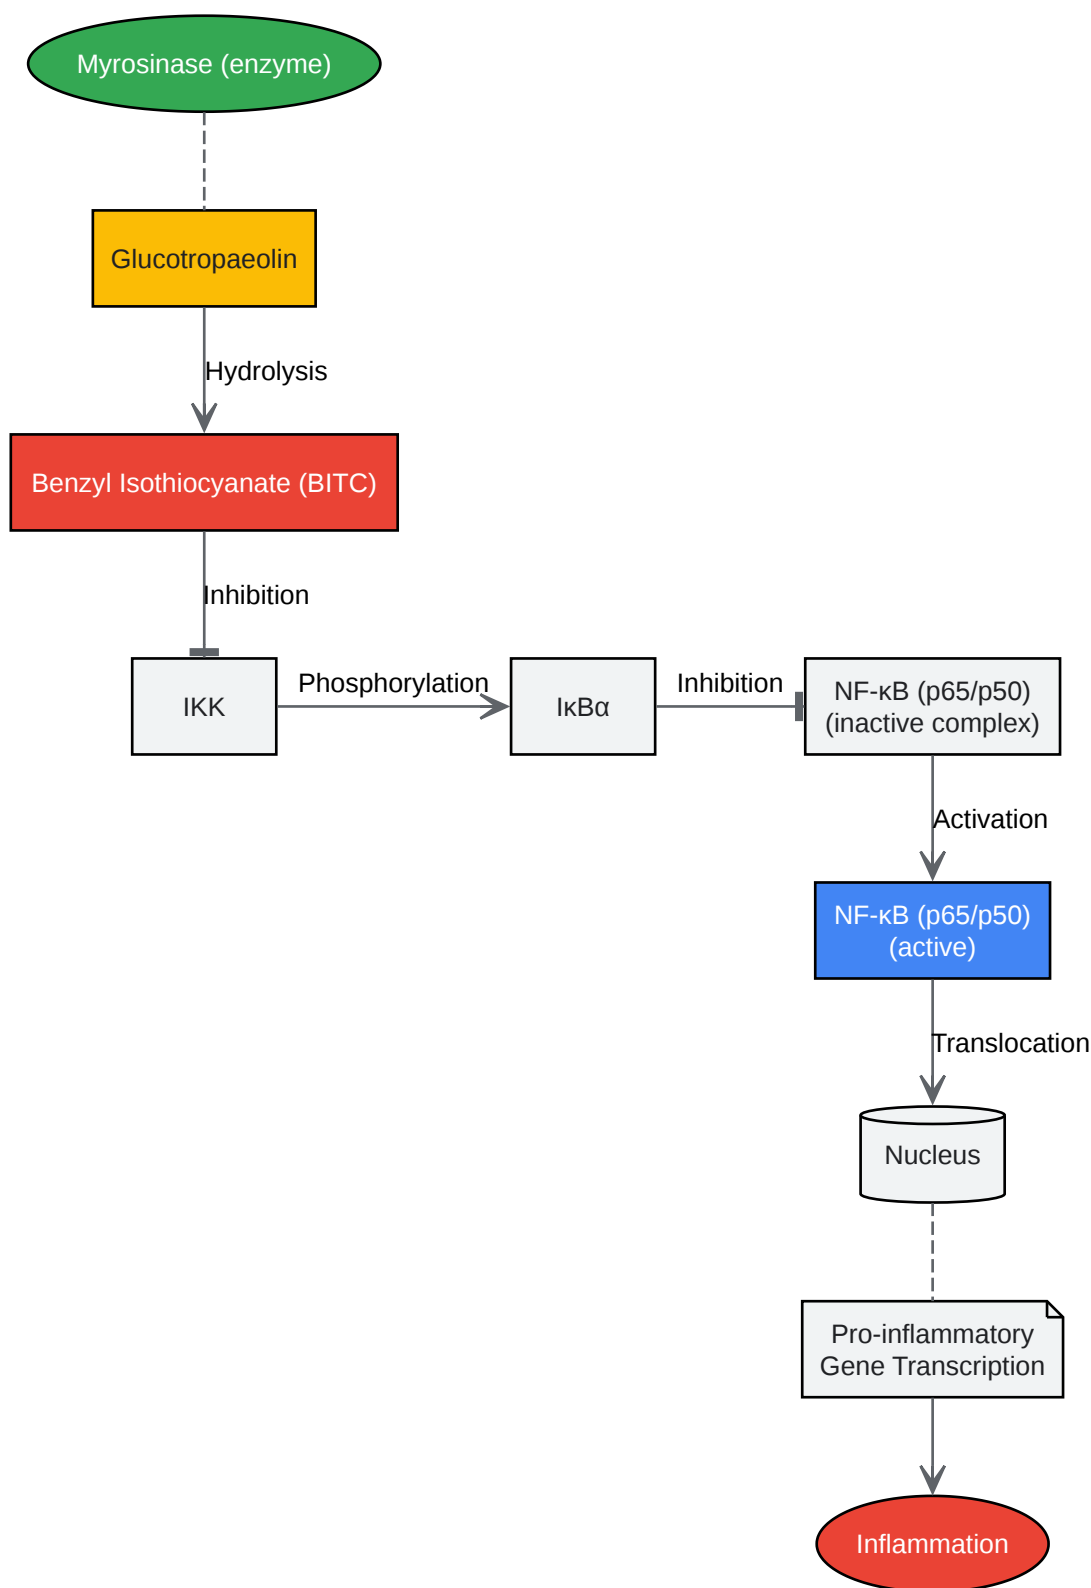 Myrosinase (enzyme)
Glucotropaeolin
Hydrolysis
Benzyl Isothiocyanate (BITC)
Inhibition
IKK
Phosphorylation
IκBα
Inhibition
NF-κB (p65/p50)
(inactive complex)
Activation
NF-κB (p65/p50)
(active)
Translocation
Nucleus
Pro-inflammatory
Gene Transcription
Inflammation